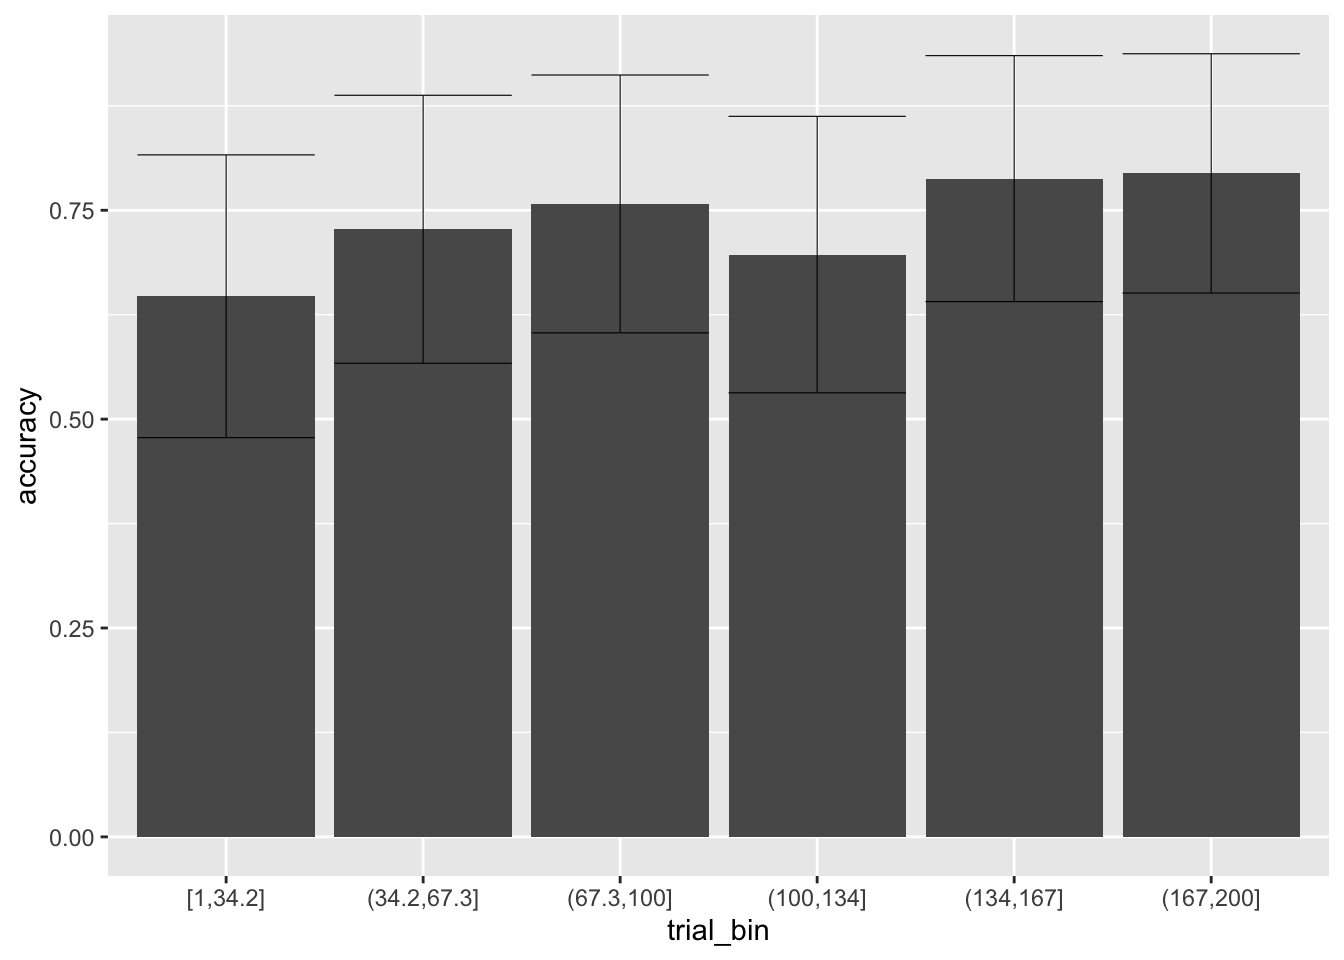 accuracy
0.75
0.50
0.25
0.00
[1,34.2] (34.2,67.3] (67.3,100] (100,134] (134,167] (167,200]
trial_bin